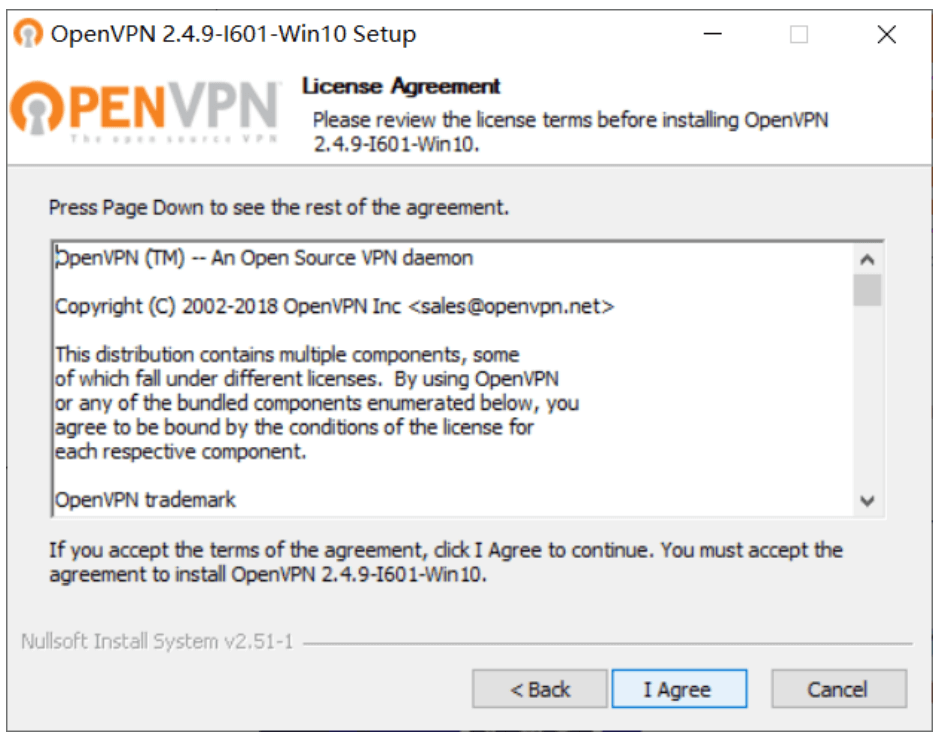 OpenVPN 2.4.9-I601-Win10 Setup
OPENVPN
The open source VPN
License Agreement
Please review the license terms before installing OpenVPN
2.4.9-I601-Win10.
Press Page Down to see the rest of the agreement.
OpenVPN (TM) -- An Open Source VPN daemon
Copyright (C) 2002-2018 OpenVPN Inc <sales@openvpn.net>
This distribution contains multiple components, some
of which fall under different licenses.  By using OpenVPN
or any of the bundled components enumerated below, you
agree to be bound by the conditions of the license for
each respective component.
OpenVPN trademark
If you accept the terms of the agreement, click I Agree to continue. You must accept the
agreement to install OpenVPN 2.4.9-I601-Win10.
Nullsoft Install System v2.51-1
< Back
I Agree
Cancel